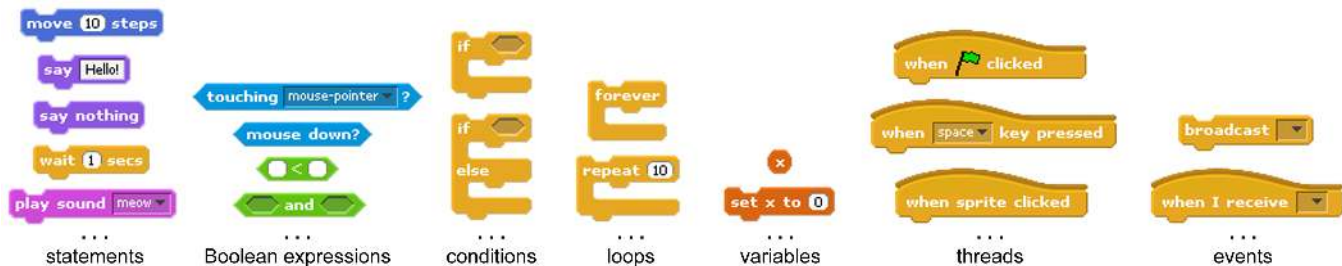 move 10 steps
say Hello!
say nothing
wait 1 secs
play sound meow
...
statements
touching mouse-pointer ?
mouse down?
<
and
...
Boolean expressions
if
if
else
...
conditions
forever
repeat 10
...
loops
x
set x to 0
...
variables
when clicked
when space key pressed
when sprite clicked
...
threads
broadcast
when I receive
...
events